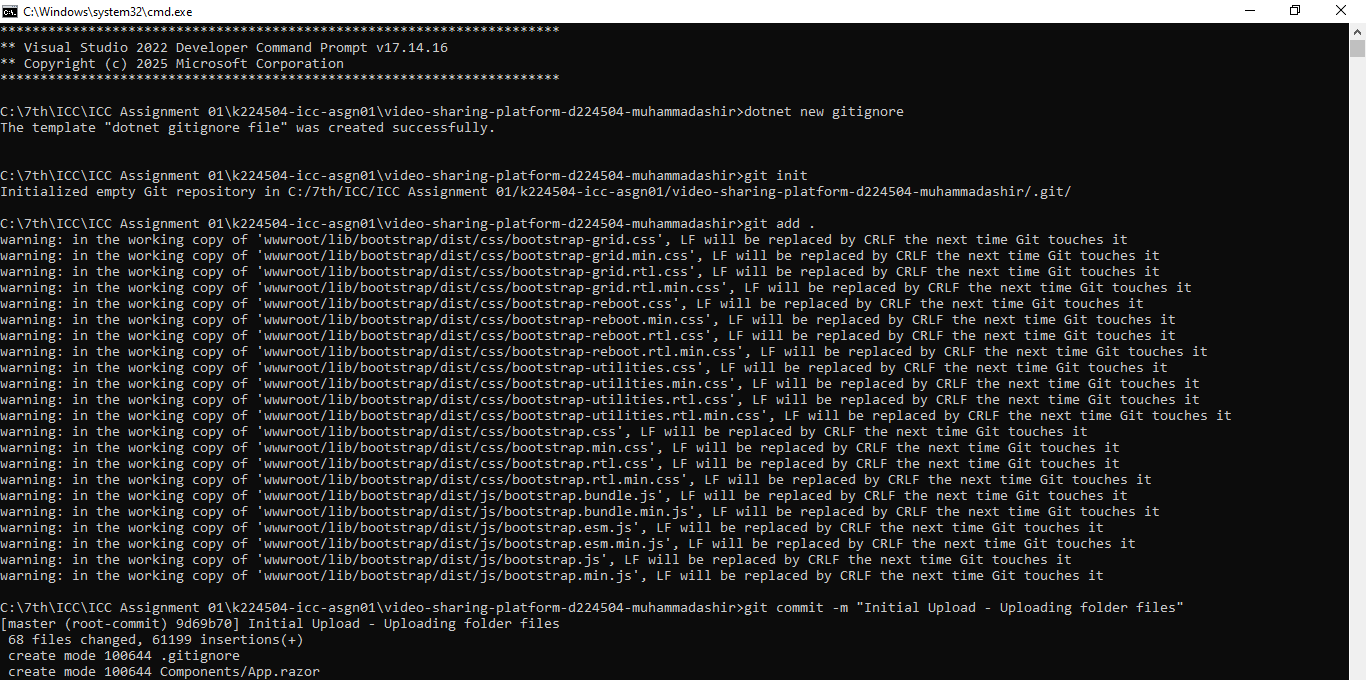 C:\Windows\system32\cmd.exe
**********************************************************************
** Visual Studio 2022 Developer Command Prompt v17.14.16
** Copyright (c) 2025 Microsoft Corporation
**********************************************************************
C:\7th\ICC\ICC Assignment 01\k224504-icc-asgn01\video-sharing-platform-d224504-muhammadashir>dotnet new gitignore
The template "dotnet gitignore file" was created successfully.
C:\7th\ICC\ICC Assignment 01\k224504-icc-asgn01\video-sharing-platform-d224504-muhammadashir>git init
Initialized empty Git repository in C:/7th/ICC/ICC Assignment 01/k224504-icc-asgn01/video-sharing-platform-d224504-muhammadashir/.git/
C:\7th\ICC\ICC Assignment 01\k224504-icc-asgn01\video-sharing-platform-d224504-muhammadashir>git add .
warning: in the working copy of 'wwwroot/lib/bootstrap/dist/css/bootstrap-grid.css', LF will be replaced by CRLF the next time Git touches it
warning: in the working copy of 'wwwroot/lib/bootstrap/dist/css/bootstrap-grid.min.css', LF will be replaced by CRLF the next time Git touches it
warning: in the working copy of 'wwwroot/lib/bootstrap/dist/css/bootstrap-grid.rtl.css', LF will be replaced by CRLF the next time Git touches it
warning: in the working copy of 'wwwroot/lib/bootstrap/dist/css/bootstrap-grid.rtl.min.css', LF will be replaced by CRLF the next time Git touches it
warning: in the working copy of 'wwwroot/lib/bootstrap/dist/css/bootstrap-reboot.css', LF will be replaced by CRLF the next time Git touches it
warning: in the working copy of 'wwwroot/lib/bootstrap/dist/css/bootstrap-reboot.min.css', LF will be replaced by CRLF the next time Git touches it
warning: in the working copy of 'wwwroot/lib/bootstrap/dist/css/bootstrap-reboot.rtl.css', LF will be replaced by CRLF the next time Git touches it
warning: in the working copy of 'wwwroot/lib/bootstrap/dist/css/bootstrap-reboot.rtl.min.css', LF will be replaced by CRLF the next time Git touches it
warning: in the working copy of 'wwwroot/lib/bootstrap/dist/css/bootstrap-utilities.css', LF will be replaced by CRLF the next time Git touches it
warning: in the working copy of 'wwwroot/lib/bootstrap/dist/css/bootstrap-utilities.min.css', LF will be replaced by CRLF the next time Git touches it
warning: in the working copy of 'wwwroot/lib/bootstrap/dist/css/bootstrap-utilities.rtl.css', LF will be replaced by CRLF the next time Git touches it
warning: in the working copy of 'wwwroot/lib/bootstrap/dist/css/bootstrap-utilities.rtl.min.css', LF will be replaced by CRLF the next time Git touches it
warning: in the working copy of 'wwwroot/lib/bootstrap/dist/css/bootstrap.css', LF will be replaced by CRLF the next time Git touches it
warning: in the working copy of 'wwwroot/lib/bootstrap/dist/css/bootstrap.min.css', LF will be replaced by CRLF the next time Git touches it
warning: in the working copy of 'wwwroot/lib/bootstrap/dist/css/bootstrap.rtl.css', LF will be replaced by CRLF the next time Git touches it
warning: in the working copy of 'wwwroot/lib/bootstrap/dist/css/bootstrap.rtl.min.css', LF will be replaced by CRLF the next time Git touches it
warning: in the working copy of 'wwwroot/lib/bootstrap/dist/js/bootstrap.bundle.js', LF will be replaced by CRLF the next time Git touches it
warning: in the working copy of 'wwwroot/lib/bootstrap/dist/js/bootstrap.bundle.min.js', LF will be replaced by CRLF the next time Git touches it
warning: in the working copy of 'wwwroot/lib/bootstrap/dist/js/bootstrap.esm.js', LF will be replaced by CRLF the next time Git touches it
warning: in the working copy of 'wwwroot/lib/bootstrap/dist/js/bootstrap.esm.min.js', LF will be replaced by CRLF the next time Git touches it
warning: in the working copy of 'wwwroot/lib/bootstrap/dist/js/bootstrap.js', LF will be replaced by CRLF the next time Git touches it
warning: in the working copy of 'wwwroot/lib/bootstrap/dist/js/bootstrap.min.js', LF will be replaced by CRLF the next time Git touches it
C:\7th\ICC\ICC Assignment 01\k224504-icc-asgn01\video-sharing-platform-d224504-muhammadashir>git commit -m "Initial Upload - Uploading folder files"
[master (root-commit) 9d69b70] Initial Upload - Uploading folder files
68 files changed, 61199 insertions(+)
create mode 100644 .gitignore
create mode 100644 Components/App.razor